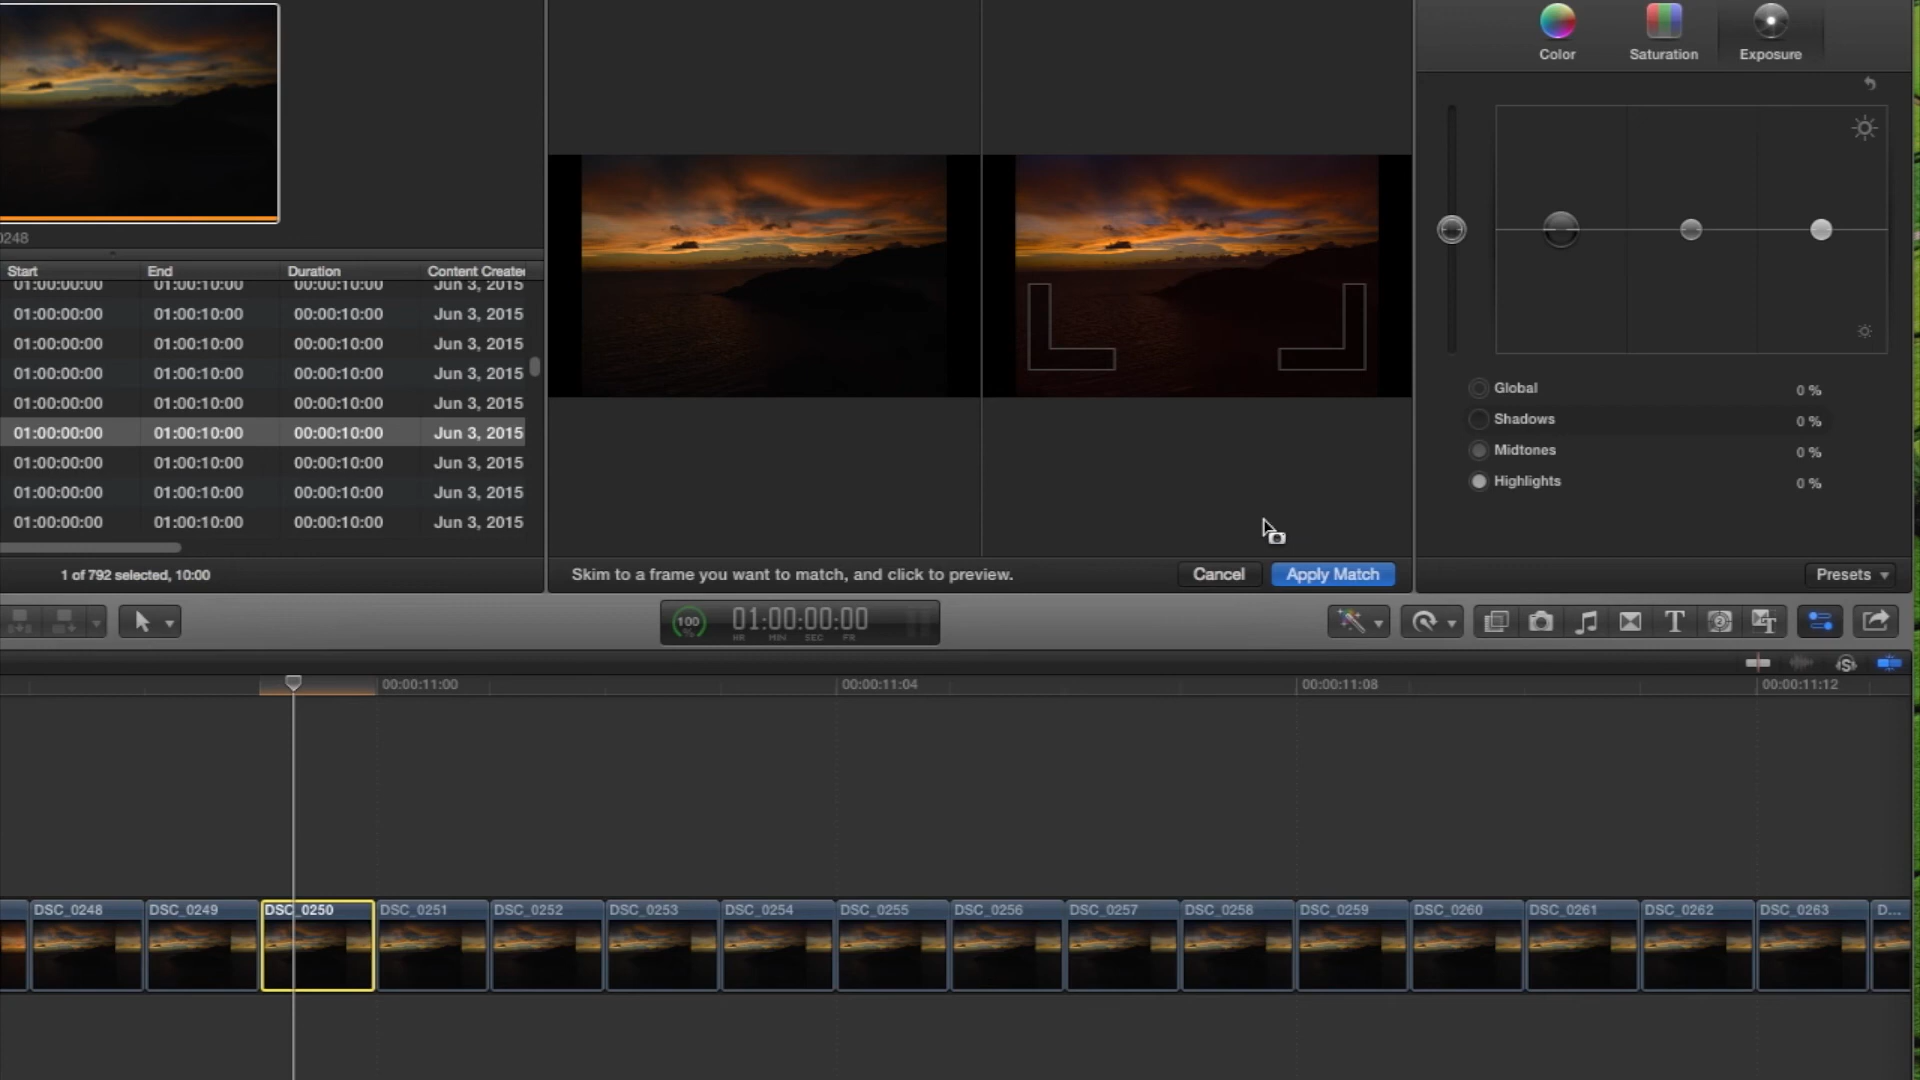 Color Saturation Exposure
0248
Start End Duration Content Create
01:00:00:00 01:00:10:00 00:00:10:00 Jun 3, 2015
01:00:00:00 01:00:10:00 00:00:10:00 Jun 3, 2015
01:00:00:00 01:00:10:00 00:00:10:00 Jun 3, 2015
01:00:00:00 01:00:10:00 00:00:10:00 Jun 3, 2015
01:00:00:00 01:00:10:00 00:00:10:00 Jun 3, 2015
01:00:00:00 01:00:10:00 00:00:10:00 Jun 3, 2015
01:00:00:00 01:00:10:00 00:00:10:00 Jun 3, 2015
01:00:00:00 01:00:10:00 00:00:10:00 Jun 3, 2015
01:00:00:00 01:00:10:00 00:00:10:00 Jun 3, 2015
Global 0 %
Shadows 0 %
Midtones 0 %
Highlights 0 %
1 of 792 selected, 10:00
Skim to a frame you want to match, and click to preview.
Cancel Apply Match
Presets
100 % 01:00:00:00
HR MIN SEC FR
00:00:11:00 00:00:11:04 00:00:11:08 00:00:11:12
DSC_0248 DSC_0249 DSC_0250 DSC_0251 DSC_0252 DSC_0253 DSC_0254 DSC_0255 DSC_0256 DSC_0257 DSC_0258 DSC_0259 DSC_0260 DSC_0261 DSC_0262 DSC_0263 D...